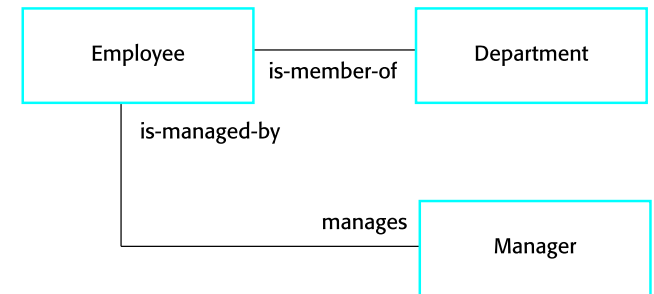 Employee
Department
is-member-of
is-managed-by
manages
Manager